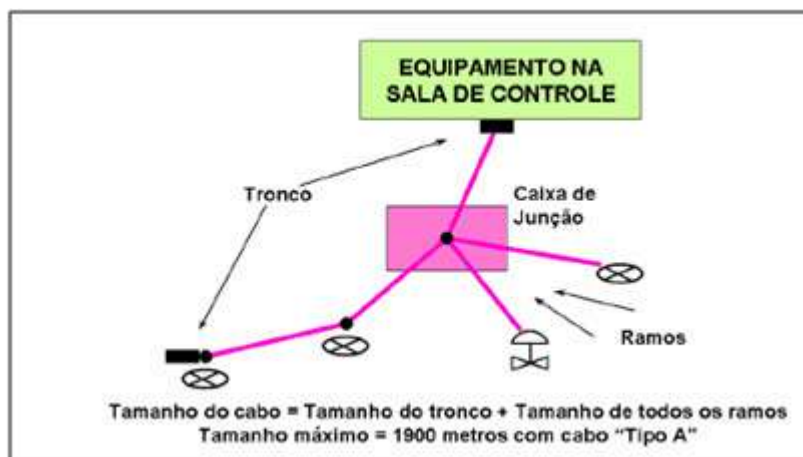 EQUIPAMENTO NA
SALA DE CONTROLE
Tronco
Caixa de
Junção
Ramos
Tamanho do cabo = Tamanho do tronco + Tamanho de todos os ramos
Tamanho máximo = 1900 metros com cabo “Tipo A”